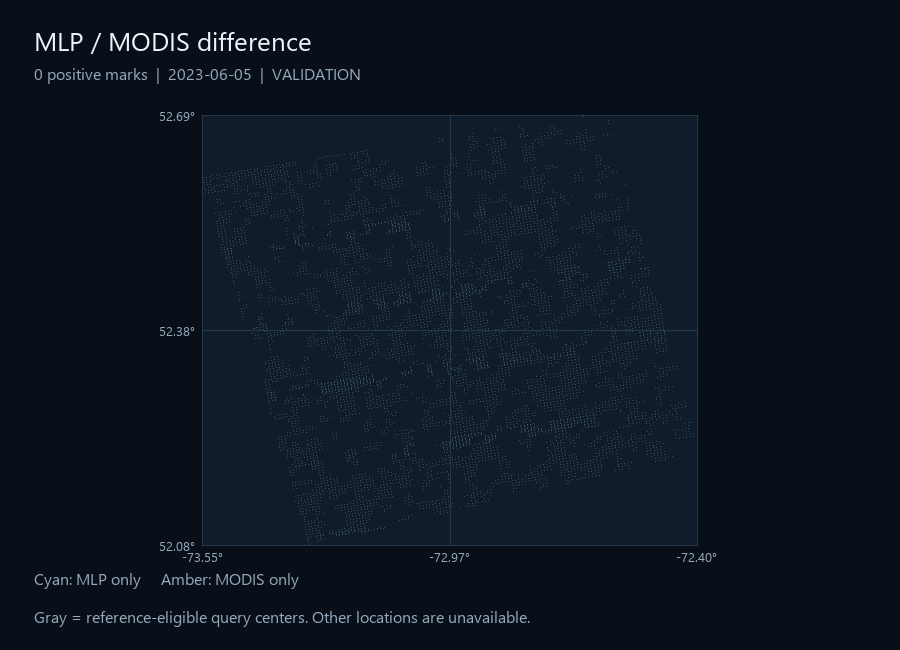 MLP / MODIS difference
0 positive marks | 2023-06-05 | VALIDATION
52.69°
52.38°
52.08°
-73.55° -72.97° -72.40°
Cyan: MLP only Amber: MODIS only
Gray = reference-eligible query centers. Other locations are unavailable.